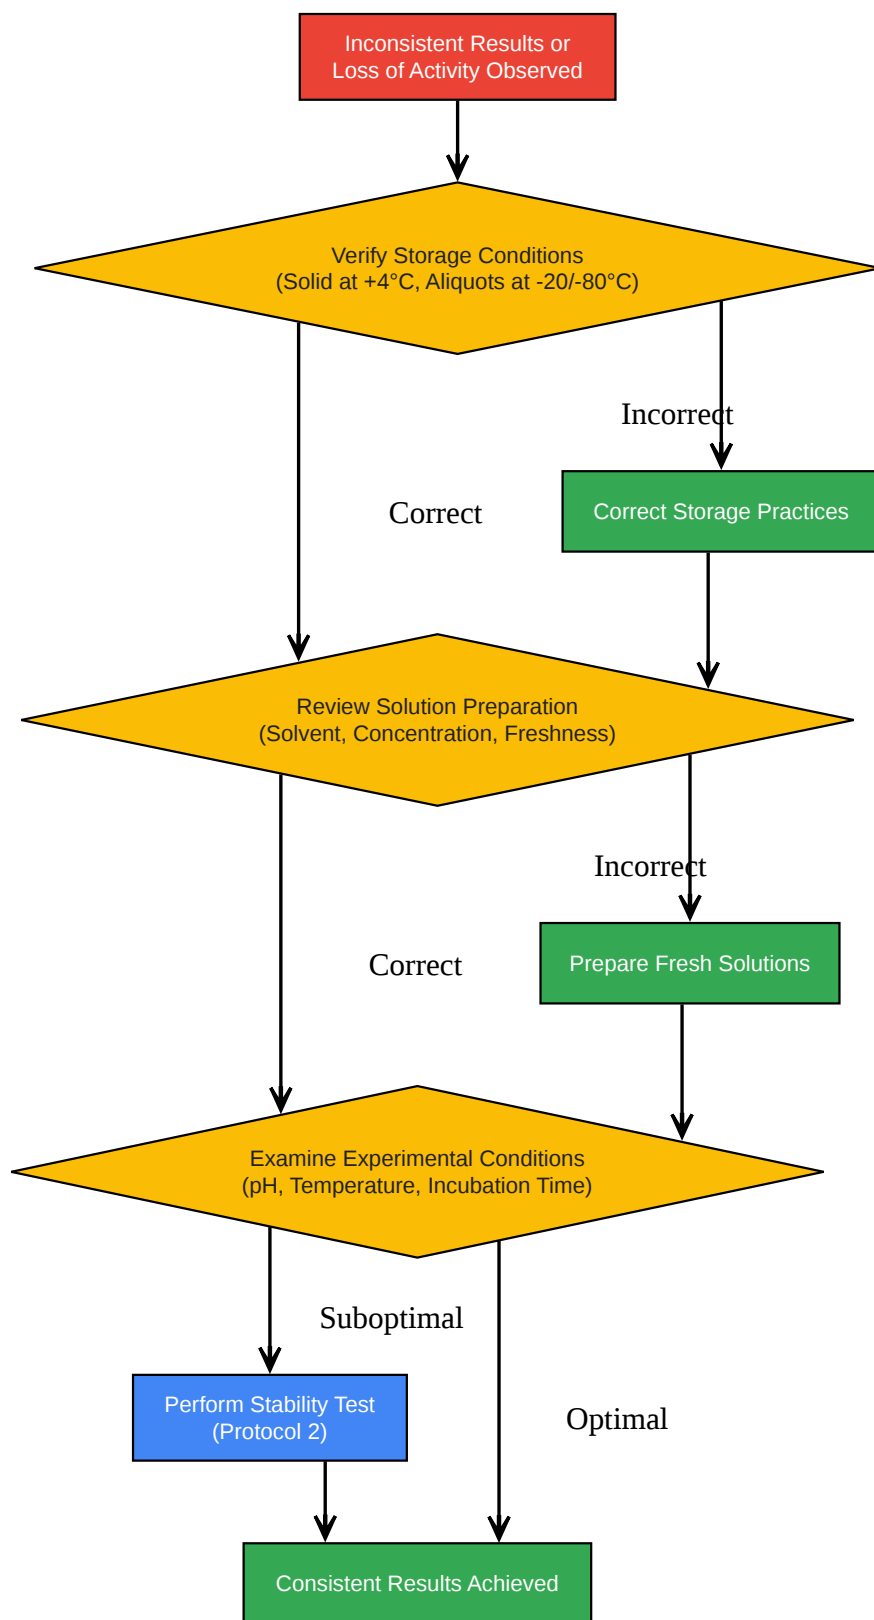 Inconsistent Results or
Loss of Activity Observed
Verify Storage Conditions
(Solid at +4°C, Aliquots at -20/-80°C)
Incorrect
Correct Storage Practices
Correct
Review Solution Preparation
(Solvent, Concentration, Freshness)
Incorrect
Prepare Fresh Solutions
Correct
Examine Experimental Conditions
(pH, Temperature, Incubation Time)
Suboptimal
Perform Stability Test
(Protocol 2)
Optimal
Consistent Results Achieved